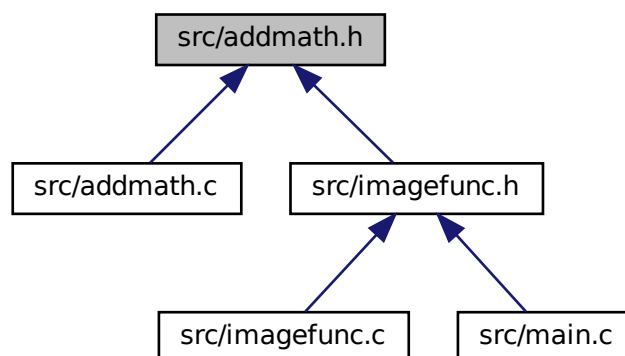 src/addmath.h
src/addmath.c
src/imagefunc.h
src/imagefunc.c
src/main.c